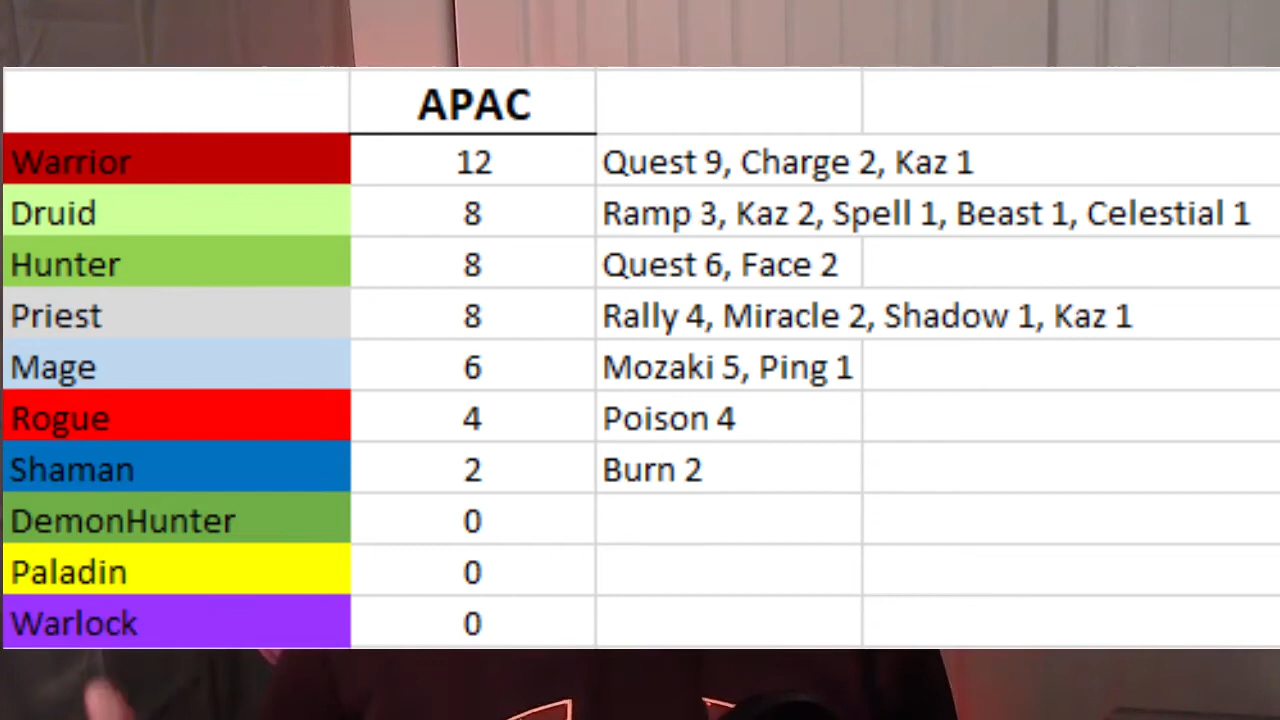 APAC
Warrior 12 Quest 9, Charge 2, Kaz 1
Druid 8 Ramp 3, Kaz 2, Spell 1, Beast 1, Celestial 1
Hunter 8 Quest 6, Face 2
Priest 8 Rally 4, Miracle 2, Shadow 1, Kaz 1
Mage 6 Mozaki 5, Ping 1
Rogue 4 Poison 4
Shaman 2 Burn 2
DemonHunter 0
Paladin 0
Warlock 0